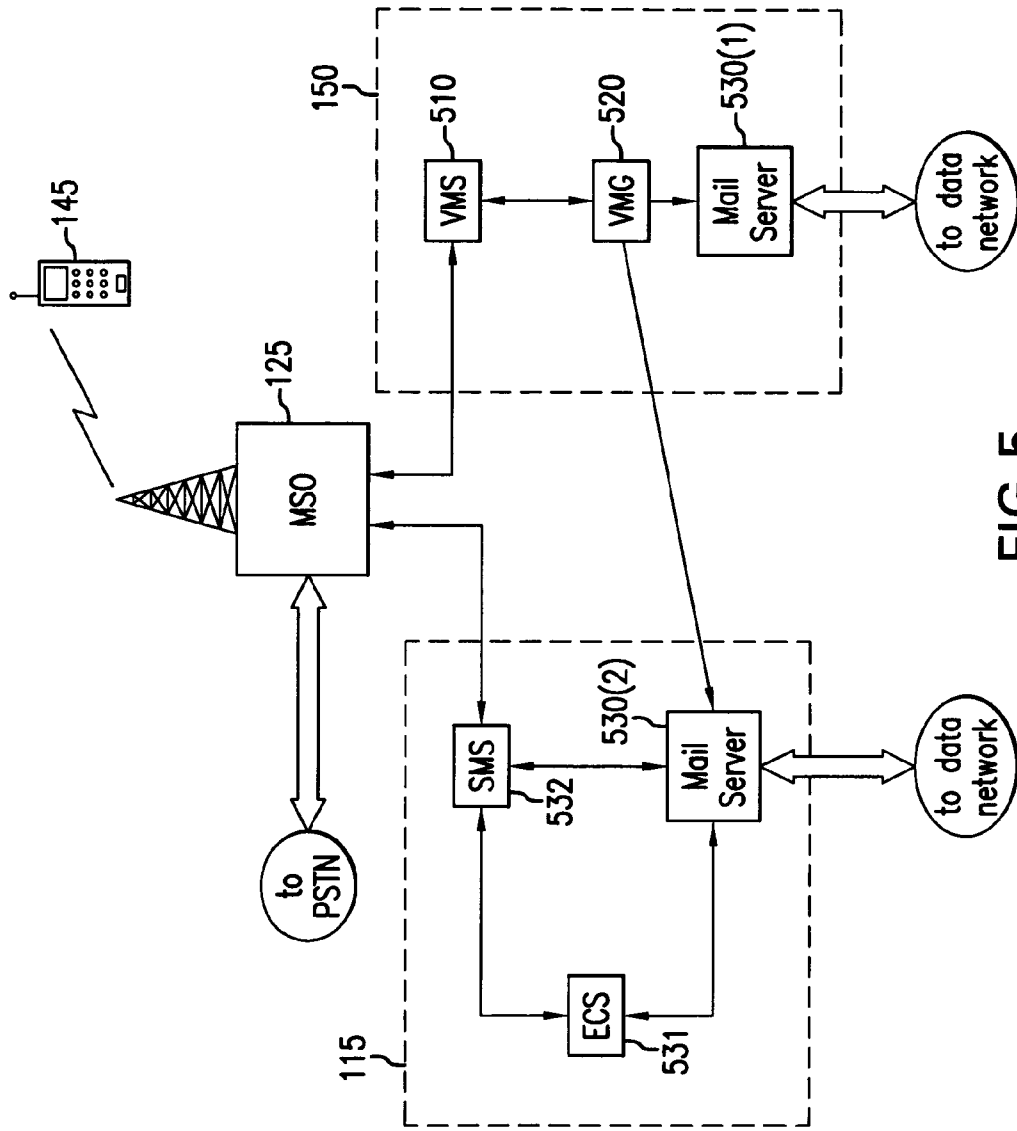 145
125
MSO
to
PSTN
150
VMS
510
VMG
520
530(1)
Mail
Server
to data
network
115
SMS
532
530(2)
Mail
Server
ECS
531
to data
network
FIG. 5